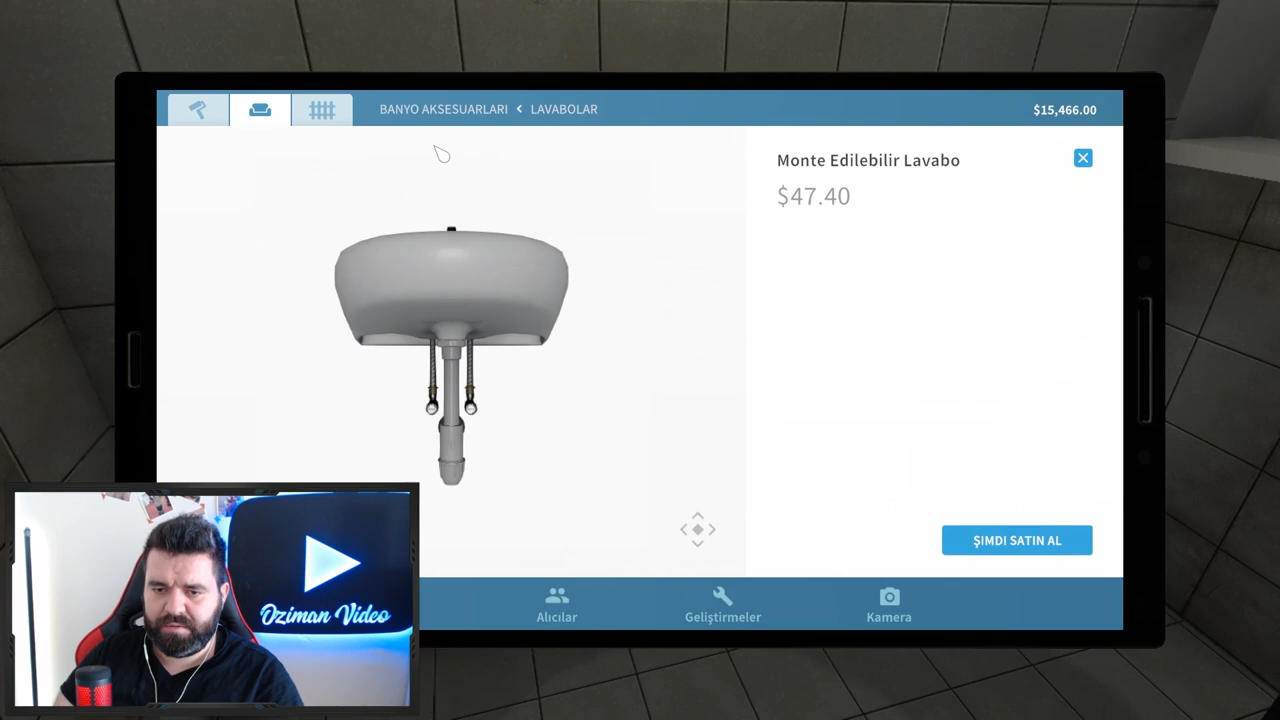 BANYO AKSESUARLARI < LAVABOLAR
$15,466.00
Monte Edilebilir Lavabo
$47.40
ŞIMDI SATIN AL
Alıcılar
Geliştirmeler
Kamera
Oziman Video